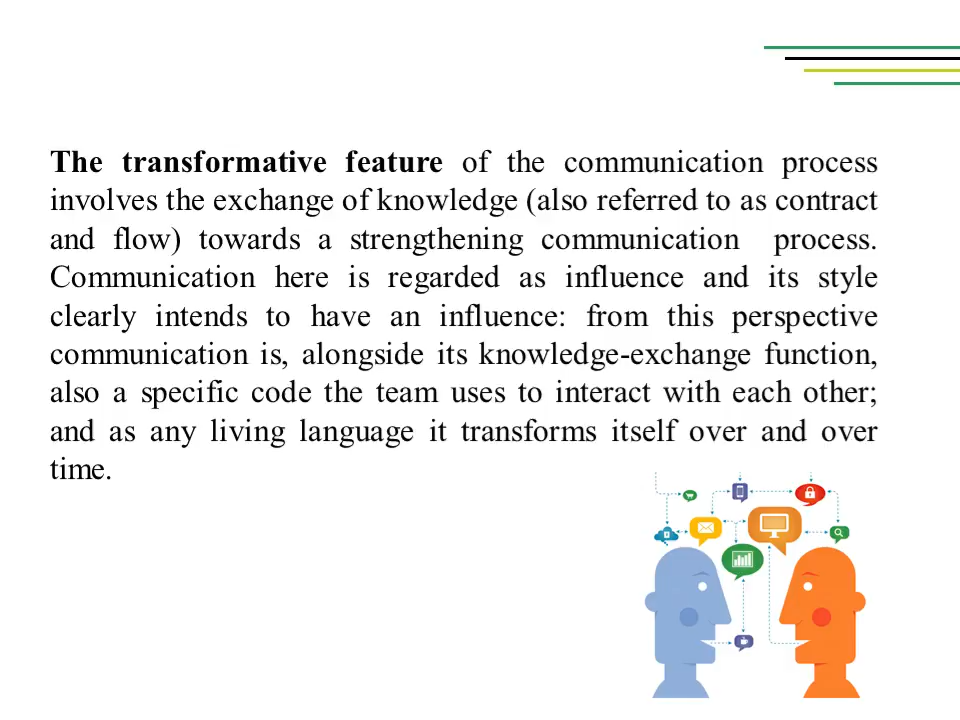 The transformative feature of the communication process
involves the exchange of knowledge (also referred to as contract
and flow) towards a strengthening communication process.
Communication here is regarded as influence and its style
clearly intends to have an influence: from this perspective
communication is, alongside its knowledge-exchange function,
also a specific code the team uses to interact with each other;
and as any living language it transforms itself over and over
time.